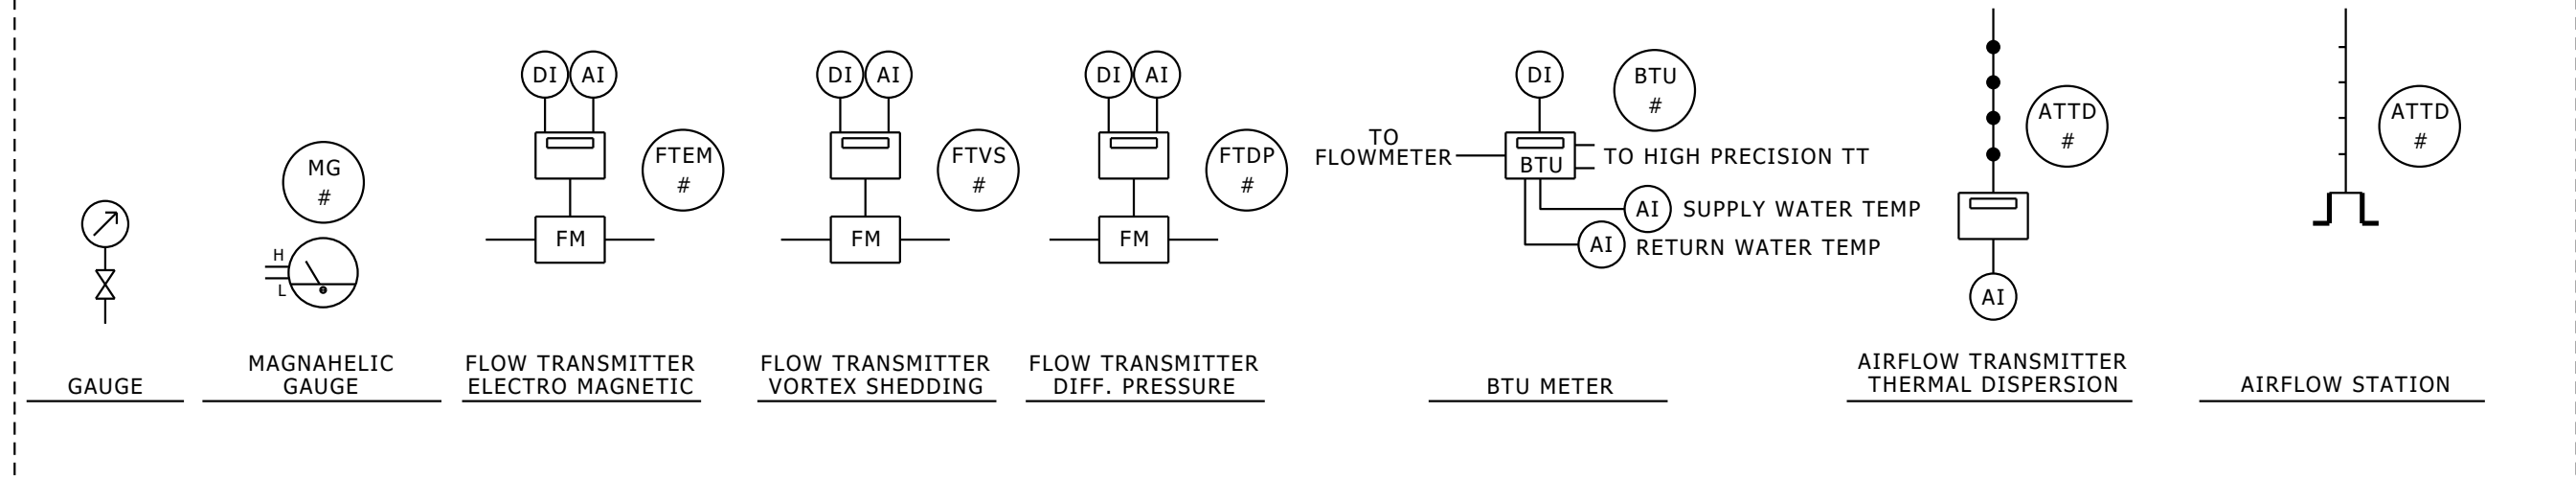 MG
#
H
L
DI AI
FTEM
#
FM
DI AI
FTVS
#
FM
DI AI
FTDP
#
FM
DI
BTU
#
TO
FLOWMETER
BTU
TO HIGH PRECISION TT
AI SUPPLY WATER TEMP
AI RETURN WATER TEMP
ATTD
#
AI
ATTD
#
GAUGE
MAGNAHELIC
GAUGE
FLOW TRANSMITTER
ELECTRO MAGNETIC
FLOW TRANSMITTER
VORTEX SHEDDING
FLOW TRANSMITTER
DIFF. PRESSURE
BTU METER
AIRFLOW TRANSMITTER
THERMAL DISPERSION
AIRFLOW STATION